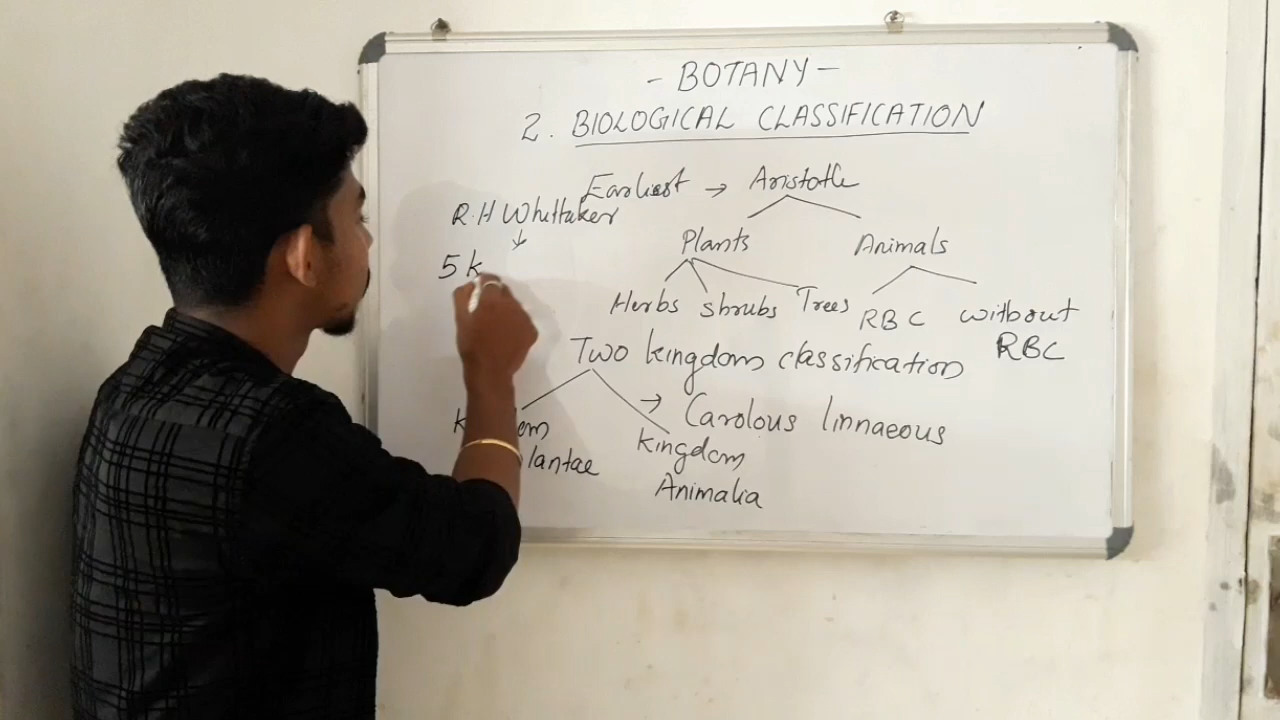 - BOTANY -
2. BIOLOGICAL CLASSIFICATION
Earliest → Aristotle
R.H Whittaker
↓
5 k
Plants Animals
Herbs shrubs Trees RBC without RBC
Two kingdom classification
→ Carolous linnaeous
lantae
kingdom
Animalia